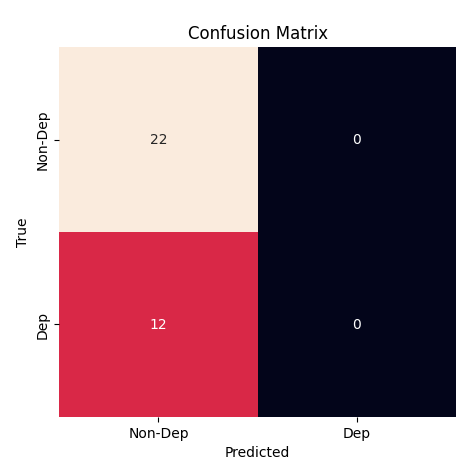 Confusion Matrix
True
Non-Dep
22
0
Dep
12
0
Non-Dep
Dep
Predicted